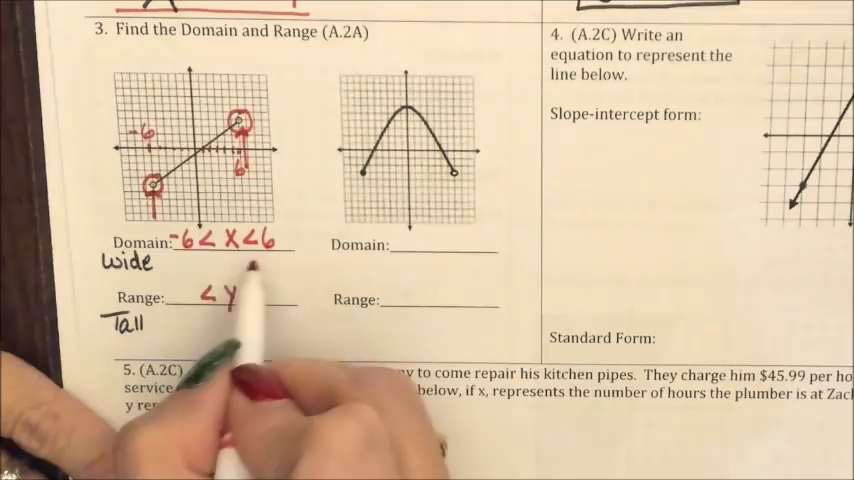 3. Find the Domain and Range (A.2A)
-6
6
Domain: -6 < x < 6
Wide
Range: < y
Tall
Domain:
Range:
4. (A.2C) Write an
equation to represent the
line below.
Slope-intercept form:
Standard Form:
5. (A.2C) to come repair his kitchen pipes. They charge him $45.99 per
service below, if x, represents the number of hours the plumber is at
y